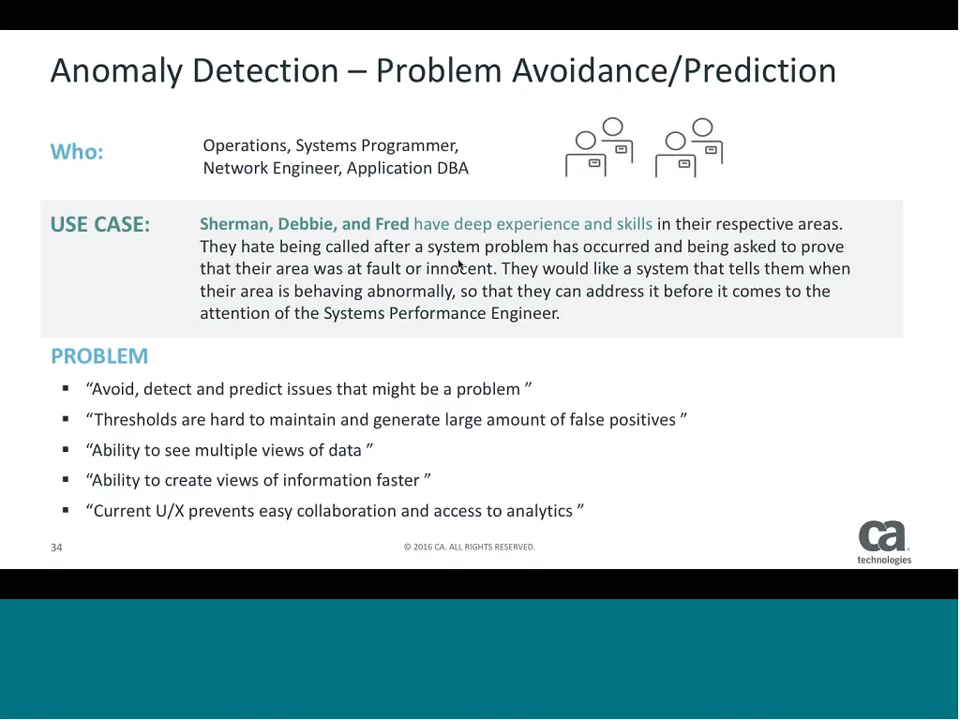 Anomaly Detection – Problem Avoidance/Prediction
Who:
Operations, Systems Programmer,
Network Engineer, Application DBA
USE CASE:
Sherman, Debbie, and Fred have deep experience and skills in their respective areas.
They hate being called after a system problem has occurred and being asked to prove
that their area was at fault or innocent. They would like a system that tells them when
their area is behaving abnormally, so that they can address it before it comes to the
attention of the Systems Performance Engineer.
PROBLEM
▪ “Avoid, detect and predict issues that might be a problem ”
▪ “Thresholds are hard to maintain and generate large amount of false positives ”
▪ “Ability to see multiple views of data ”
▪ “Ability to create views of information faster ”
▪ “Current U/X prevents easy collaboration and access to analytics ”
34
© 2016 CA. ALL RIGHTS RESERVED.
ca
technologies